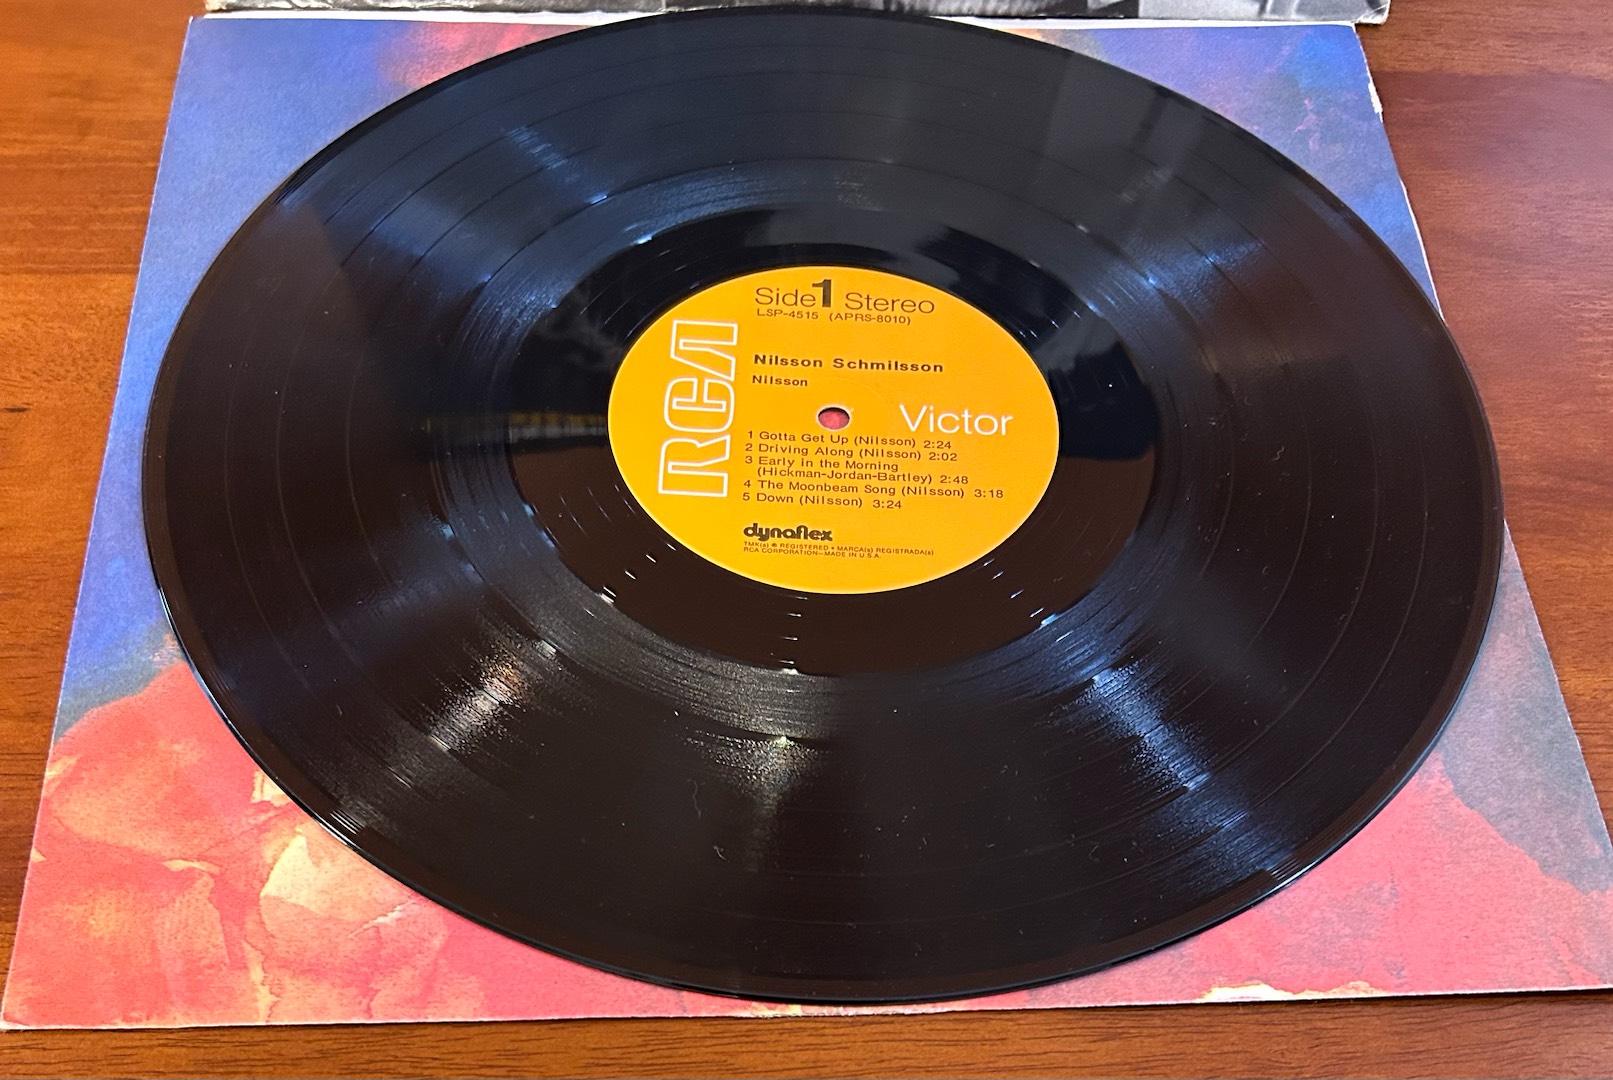 Side 1 Stereo
LSP-4515 (APRS-8010)
RCA
Nilsson Schmilsson
Nilsson
Victor
1 Gotta Get Up (Nilsson) 2:24
2 Driving Along (Nilsson) 2:02
3 Early in the Morning
(Hickman-Jordan-Bartley) 2:48
4 The Moonbeam Song (Nilsson) 3:18
5 Down (Nilsson) 3:24
dynaflex
TMK(s) ® REGISTERED • MARCA(s) REGISTRADA(s)
RCA CORPORATION—MADE IN U.S.A.